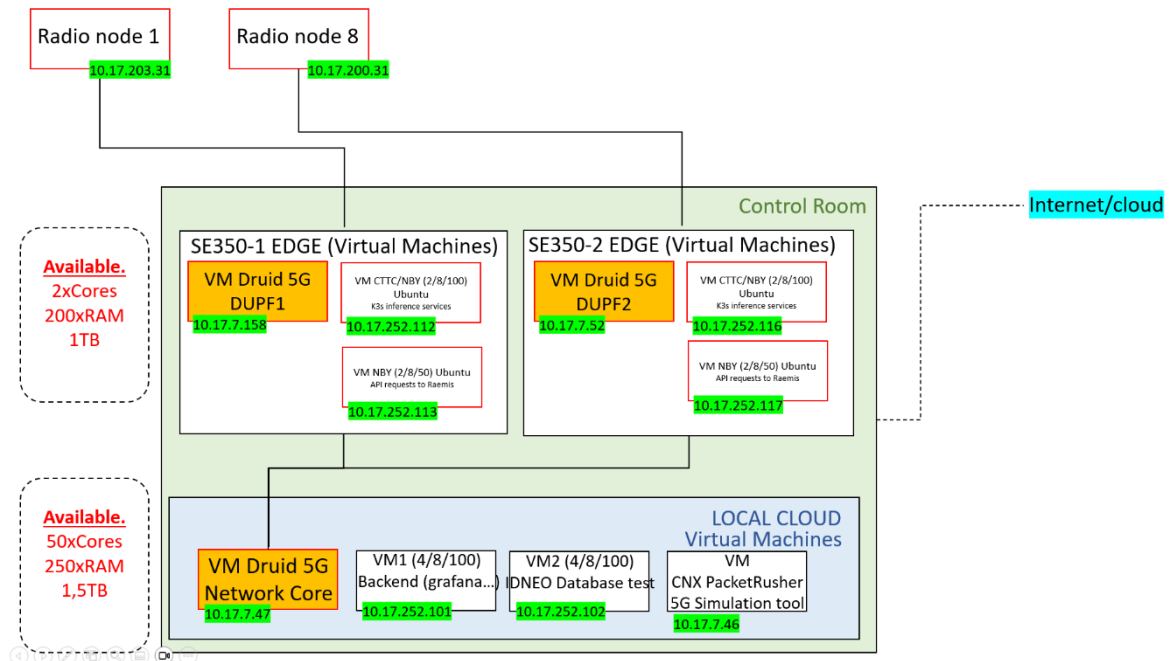 Radio node 1
10.17.203.31
Radio node 8
10.17.200.31
Control Room
Internet/cloud
Available.
2xCores
200xRAM
1TB
SE350-1 EDGE (Virtual Machines)
VM Druid 5G
DUPF1
10.17.7.158
VM CTTC/NBY (2/8/100)
Ubuntu
K3s inference services
10.17.252.112
VM NBY (2/8/50) Ubuntu
API requests to Raemis
10.17.252.113
SE350-2 EDGE (Virtual Machines)
VM Druid 5G
DUPF2
10.17.7.52
VM CTTC/NBY (2/8/100)
Ubuntu
K3s inference services
10.17.252.116
VM NBY (2/8/50) Ubuntu
API requests to Raemis
10.17.252.117
Available.
50xCores
250xRAM
1,5TB
LOCAL CLOUD
Virtual Machines
VM Druid 5G
Network Core
10.17.7.47
VM1 (4/8/100)
Backend (grafana...)
10.17.252.101
VM2 (4/8/100)
IDNEO Database test
10.17.252.102
VM
CNX PacketRusher
5G Simulation tool
10.17.7.46